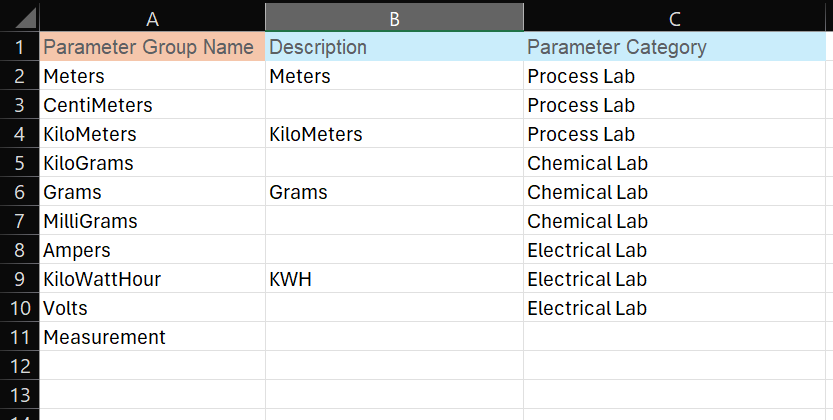 A B C
1 Parameter Group Name Description Parameter Category
2 Meters Meters Process Lab
3 CentiMeters Process Lab
4 KiloMeters KiloMeters Process Lab
5 KiloGrams Chemical Lab
6 Grams Grams Chemical Lab
7 MilliGrams Chemical Lab
8 Ampers Electrical Lab
9 KiloWattHour KWH Electrical Lab
10 Volts Electrical Lab
11 Measurement
12
13